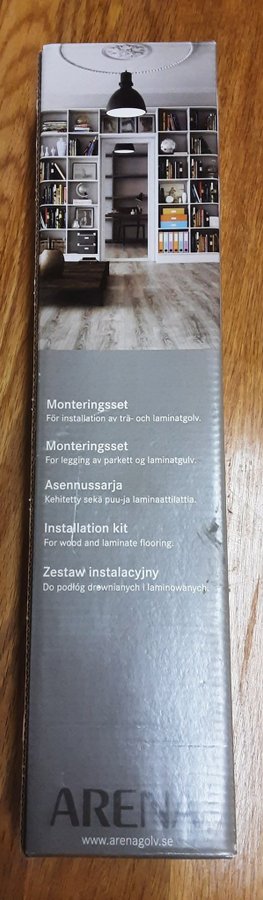 Monteringsset
För installation av trä- och laminatgolv.
Monteringsset
For legging av parkett og laminatgulv.
Asennussarja
Kehitetty sekä puu-ja laminaattilattia.
Installation kit
For wood and laminate flooring.
Zestaw instalacyjny
Do podłóg drewnianych i laminowanych.
ARENA
www.arenagolv.se